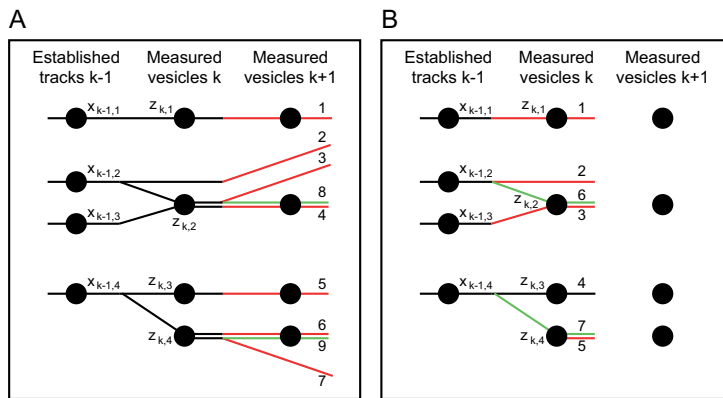 A
Established
tracks k-1
Measured
vesicles k
Measured
vesicles k+1
x k-1,1
z k,1
1
2
x k-1,2
3
8
x k-1,3
z k,2
4
x k-1,4
z k,3
5
6
z k,4
9
7
B
Established
tracks k-1
Measured
vesicles k
Measured
vesicles k+1
x k-1,1
z k,1
1
x k-1,2
2
z k,2
6
x k-1,3
3
x k-1,4
z k,3
4
7
z k,4
5